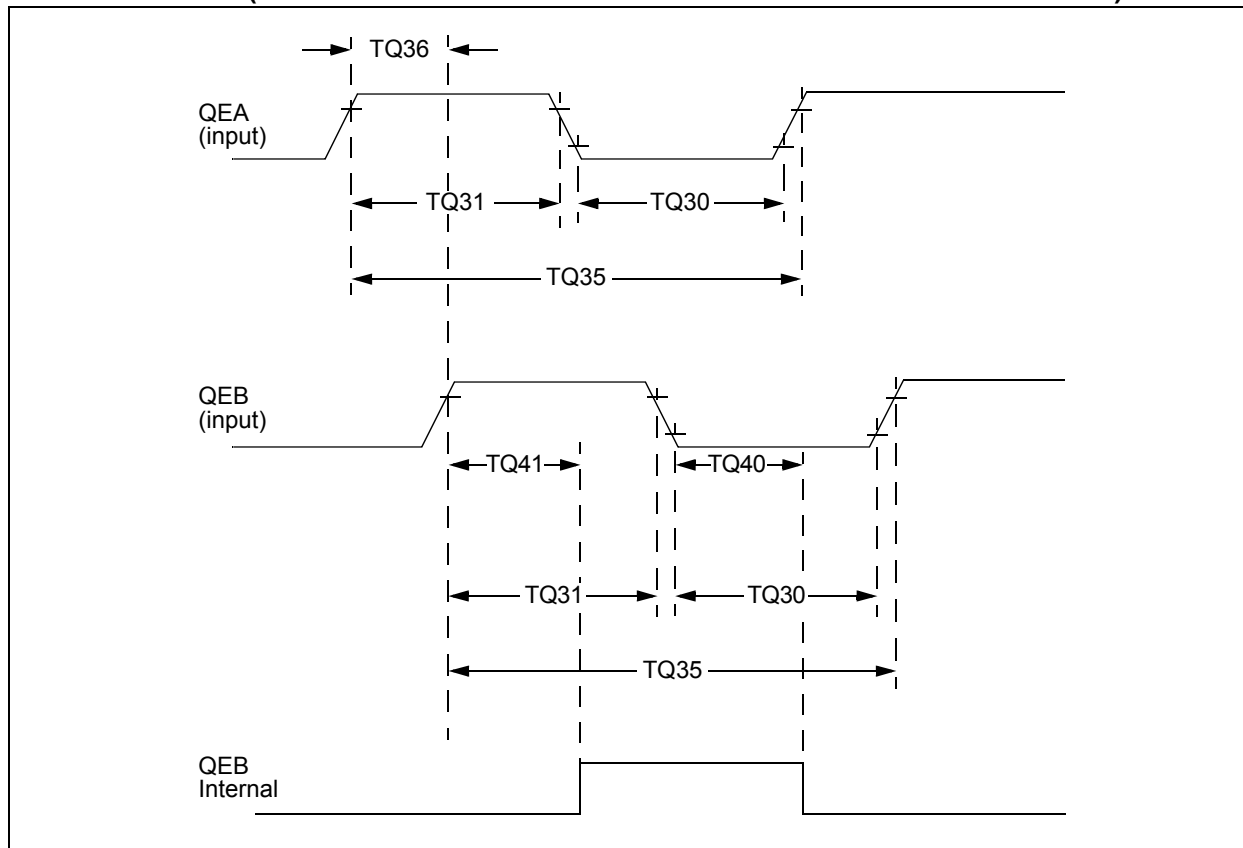 TQ36
QEA
(input)
TQ31
TQ30
TQ35
QEB
(input)
TQ41
TQ40
TQ31
TQ30
TQ35
QEB
Internal